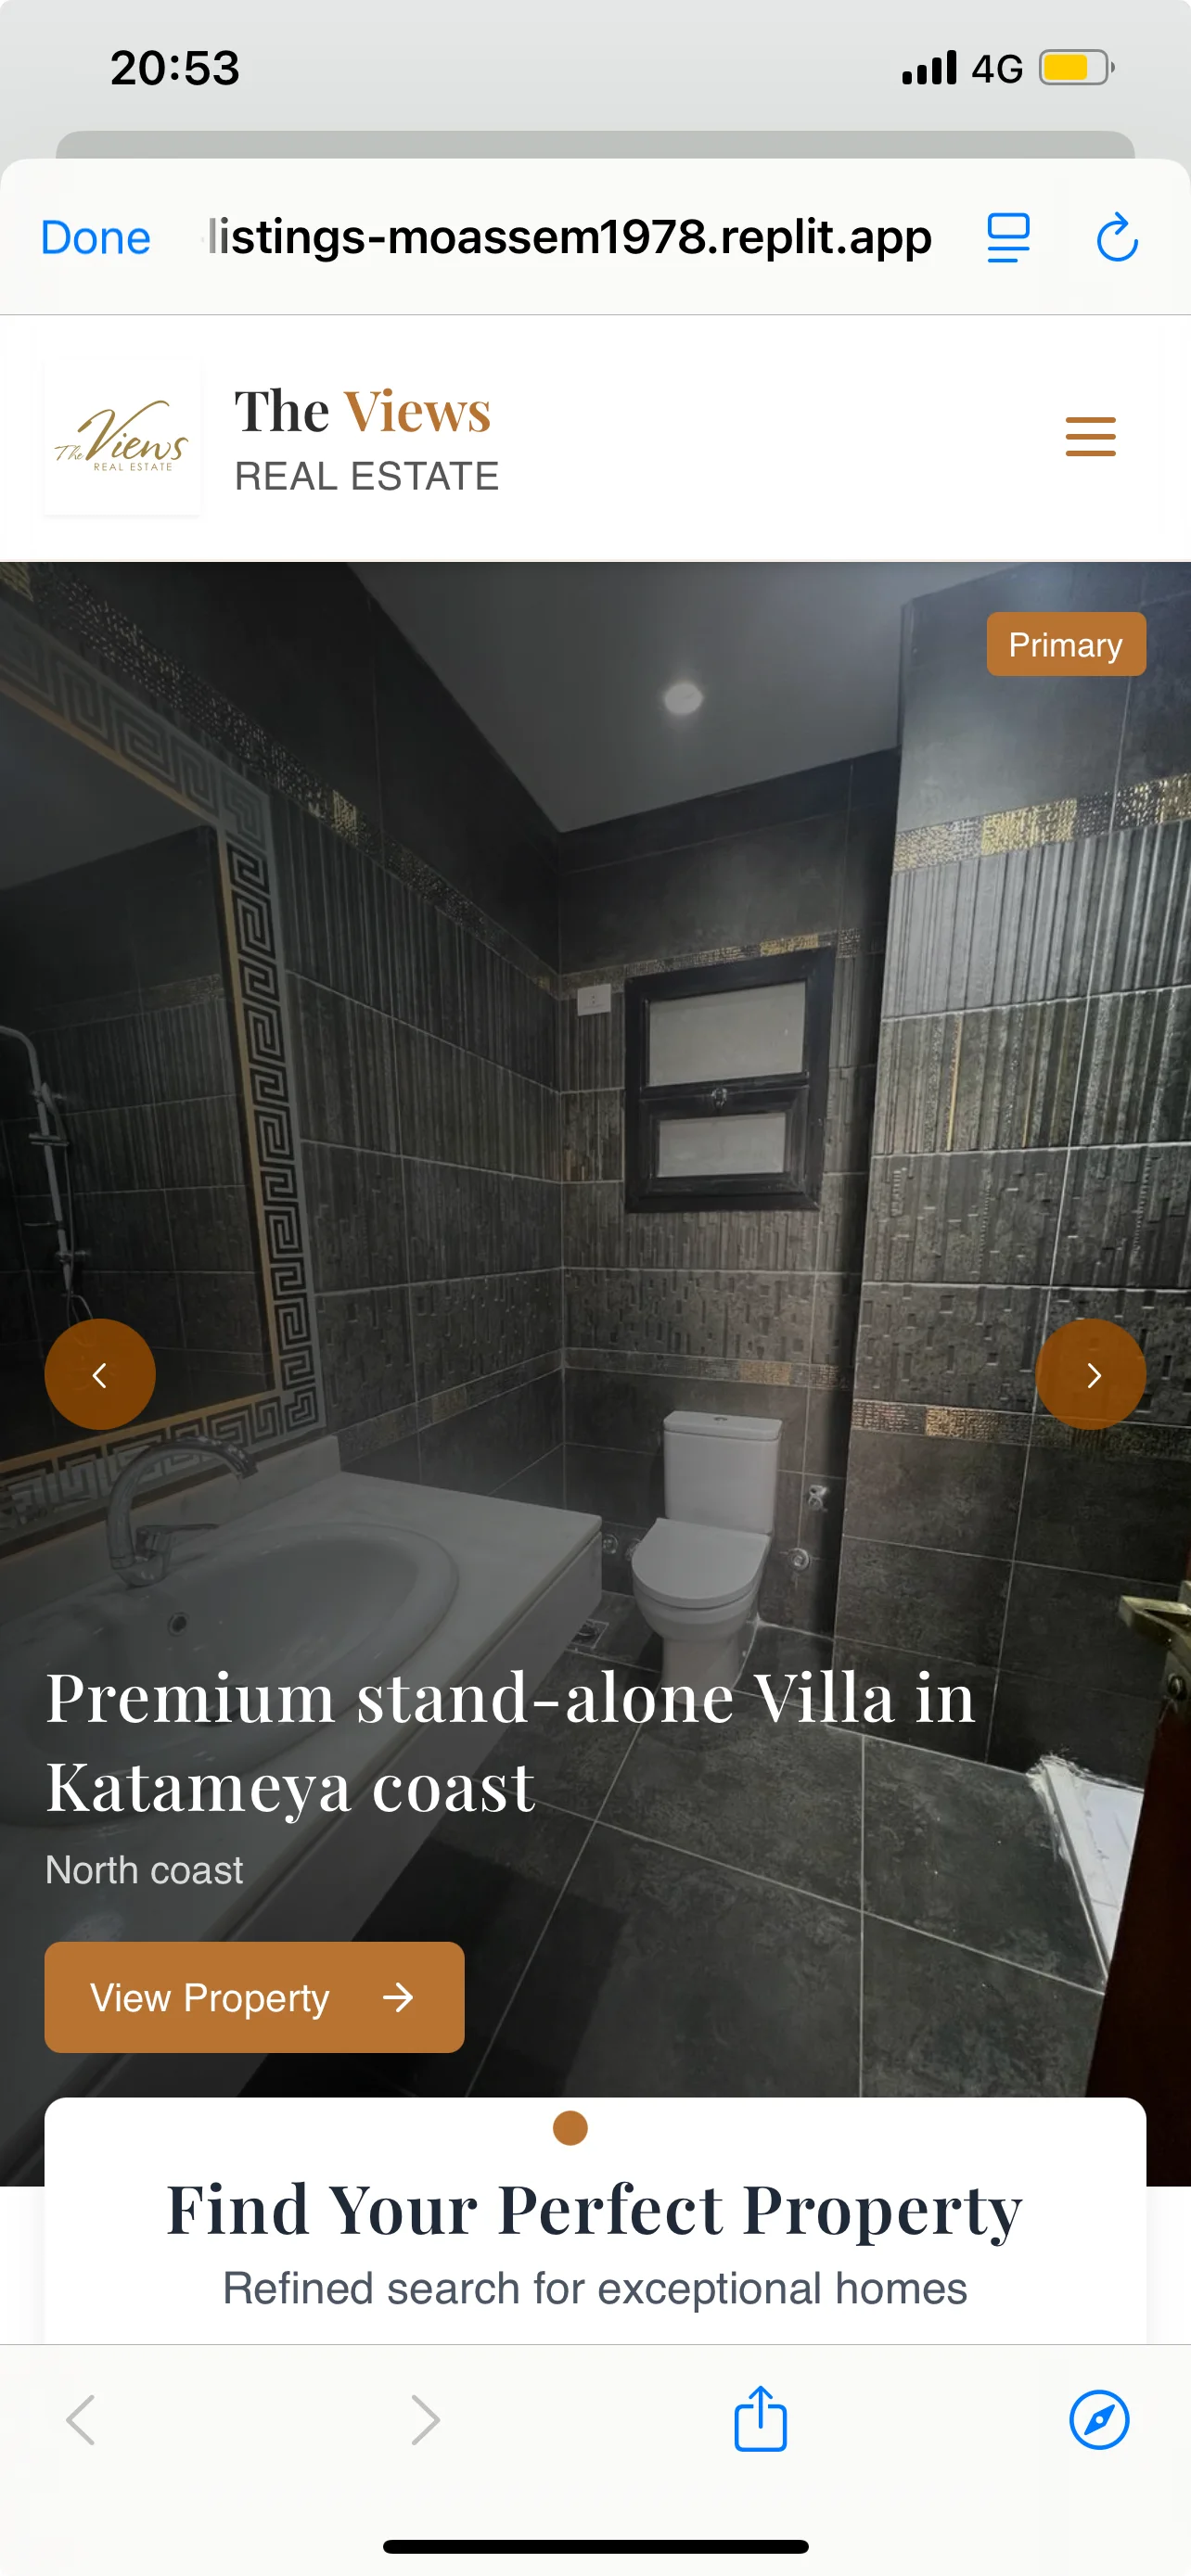 20:53
4G
Done
listings-moassem1978.replit.app
The Views
REAL ESTATE
The Views
REAL ESTATE
Primary
Premium stand-alone Villa in
Katameya coast
North coast
View Property
Find Your Perfect Property
Refined search for exceptional homes